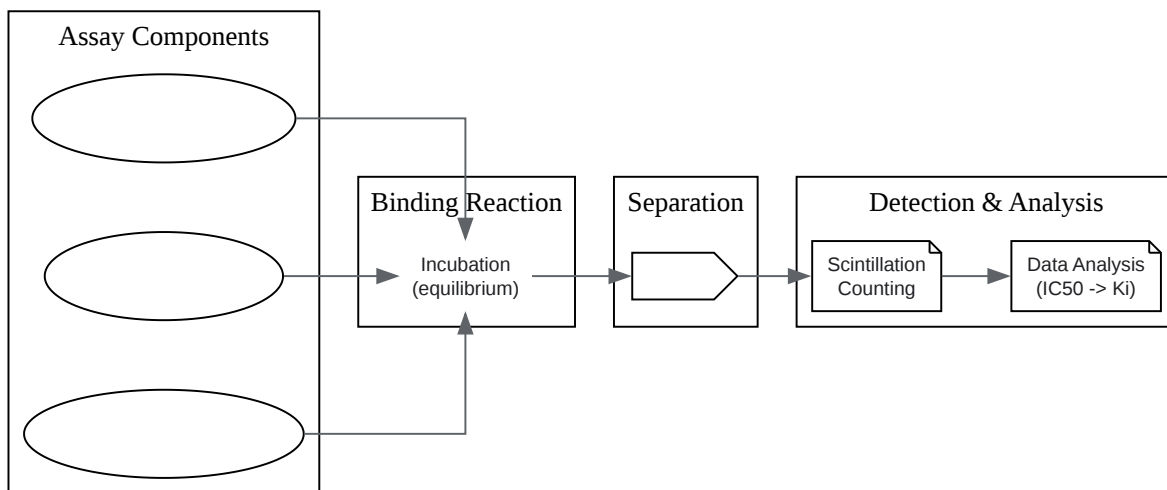 Assay Components
Binding Reaction
Incubation
(equilibrium)
Separation
Detection & Analysis
Scintillation
Counting
Data Analysis
(IC50 -> Ki)